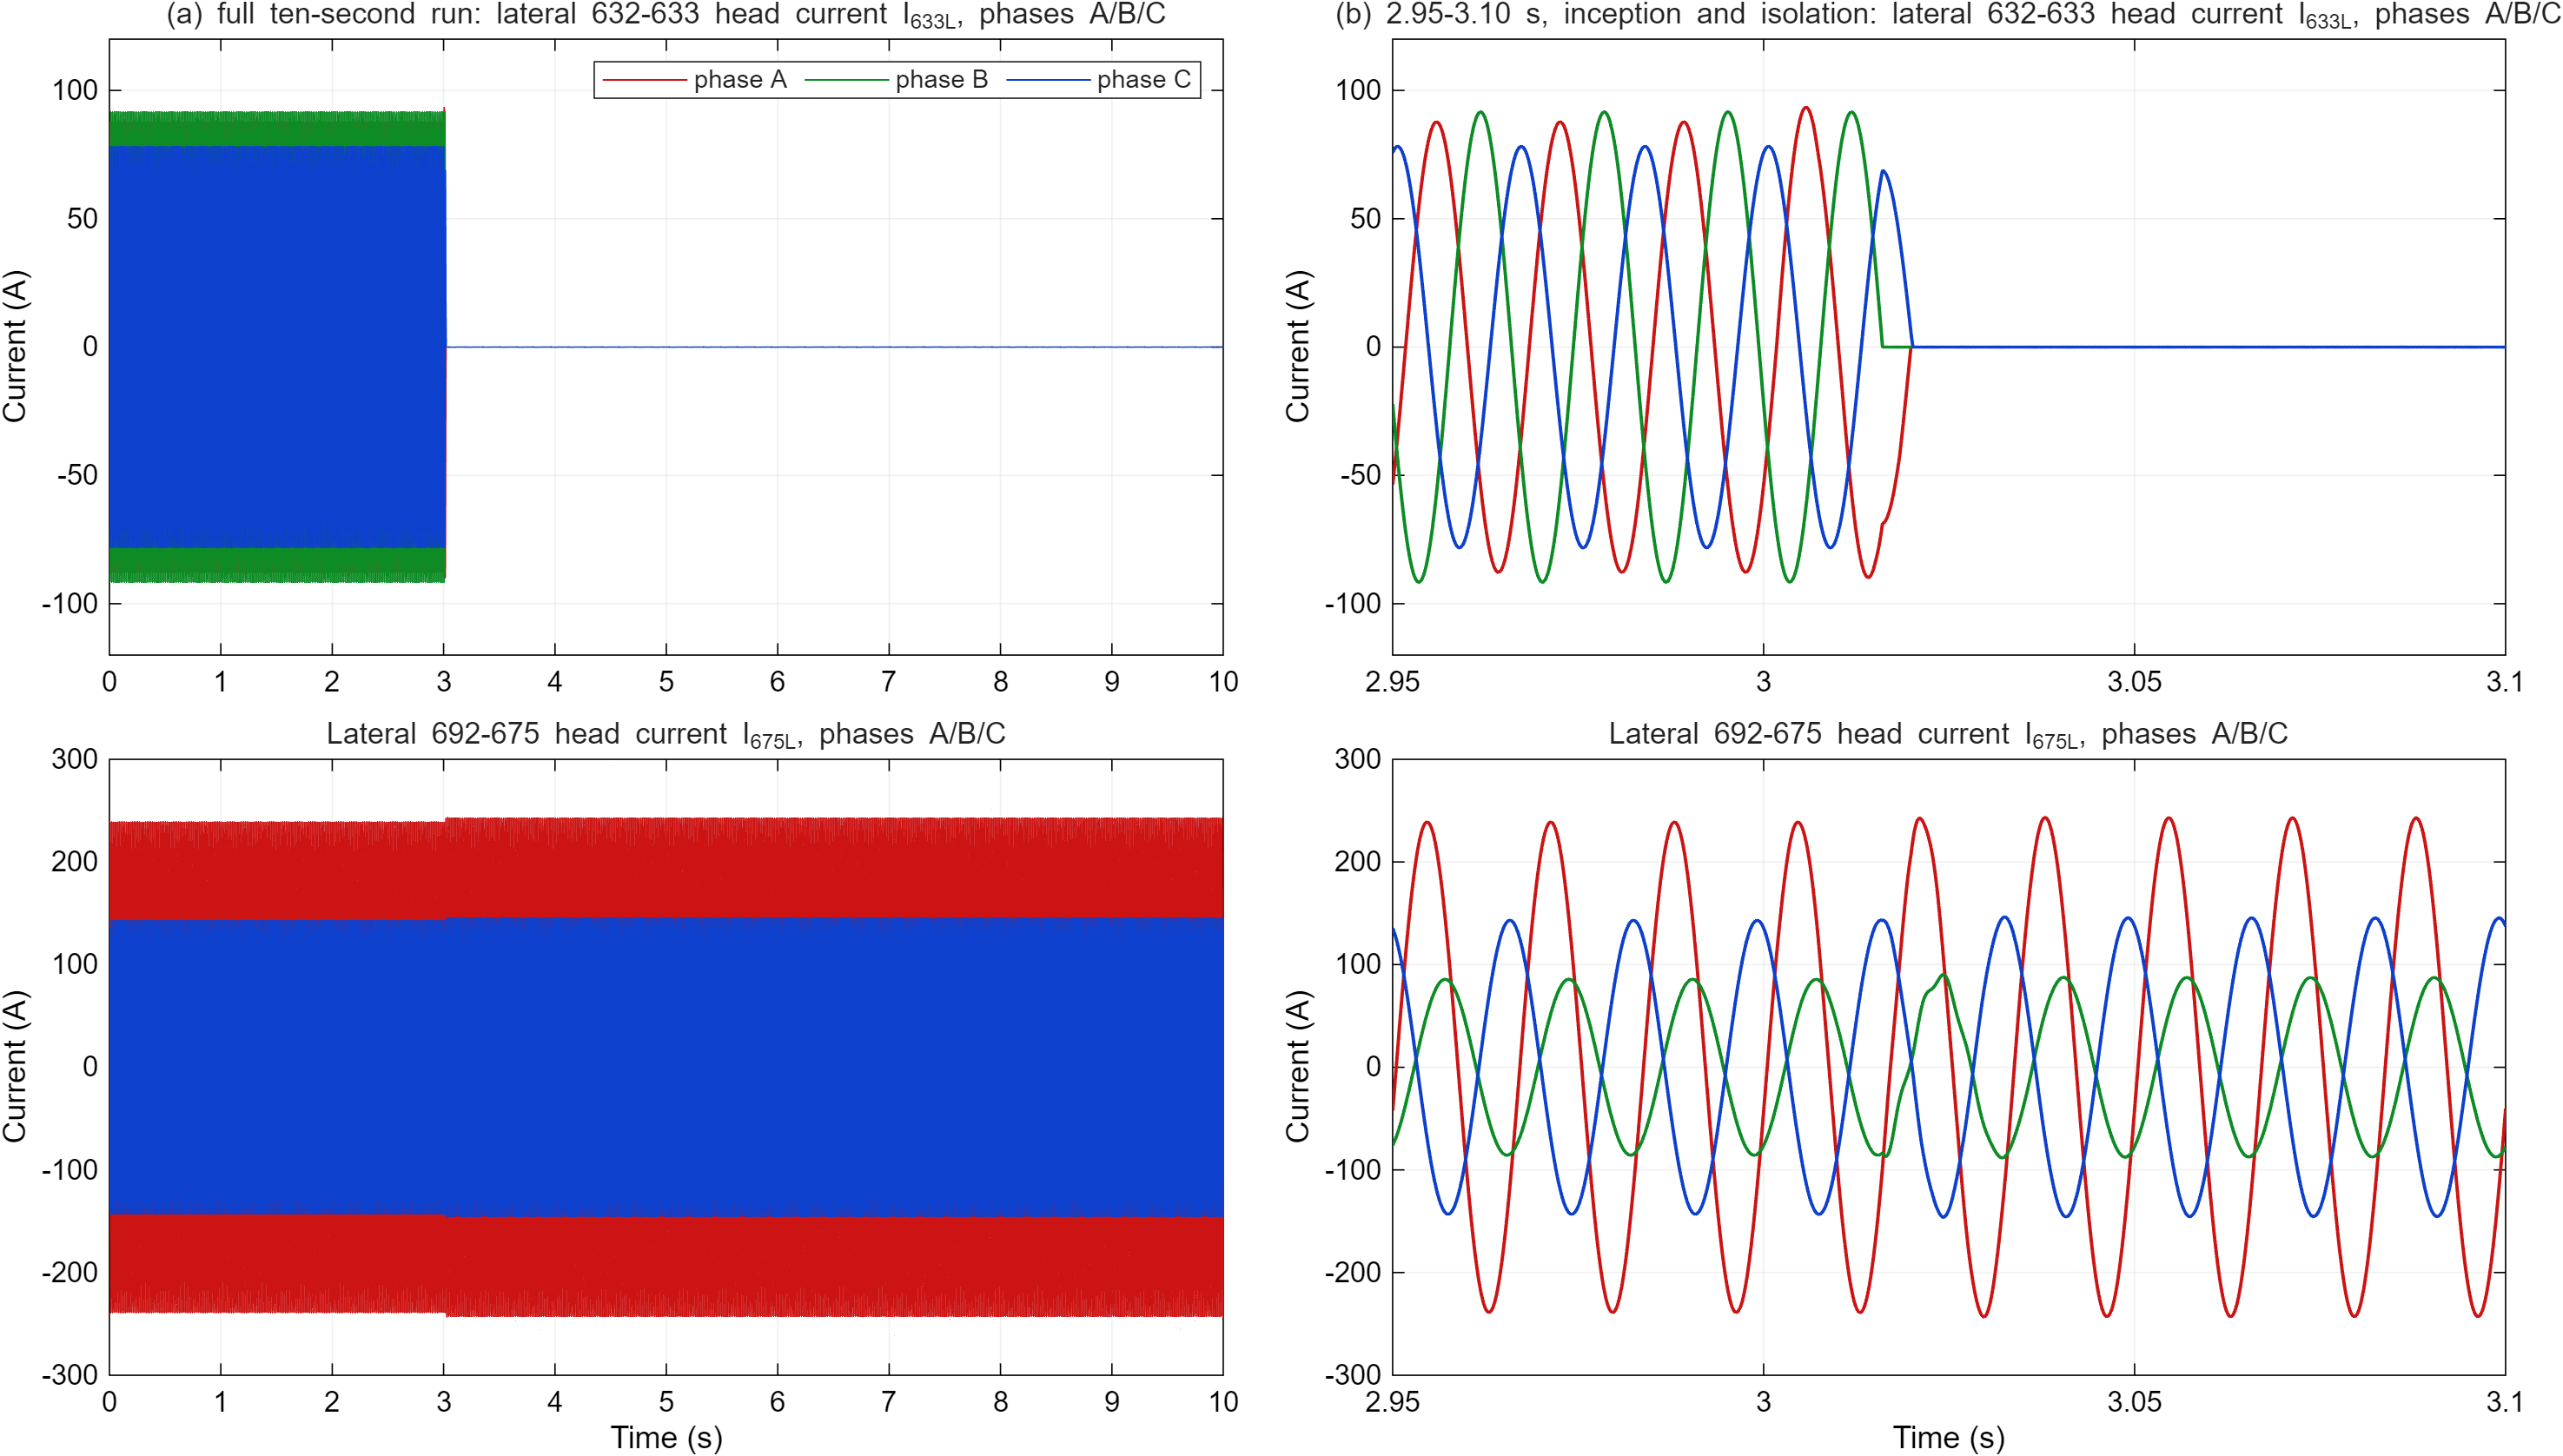 (a) full ten-second run: lateral 632-633 head current I633L, phases A/B/C
100
50
0
-50
-100
Current (A)
phase A phase B phase C
0 1 2 3 4 5 6 7 8 9 10
(b) 2.95-3.10 s, inception and isolation: lateral 632-633 head current I633L, phases A/B/C
100
50
0
-50
-100
Current (A)
2.95 3 3.05 3.1
Lateral 692-675 head current I675L, phases A/B/C
300
200
100
0
-100
-200
-300
Current (A)
0 1 2 3 4 5 6 7 8 9 10
Time (s)
Lateral 692-675 head current I675L, phases A/B/C
300
200
100
0
-100
-200
-300
Current (A)
2.95 3 3.05 3.1
Time (s)